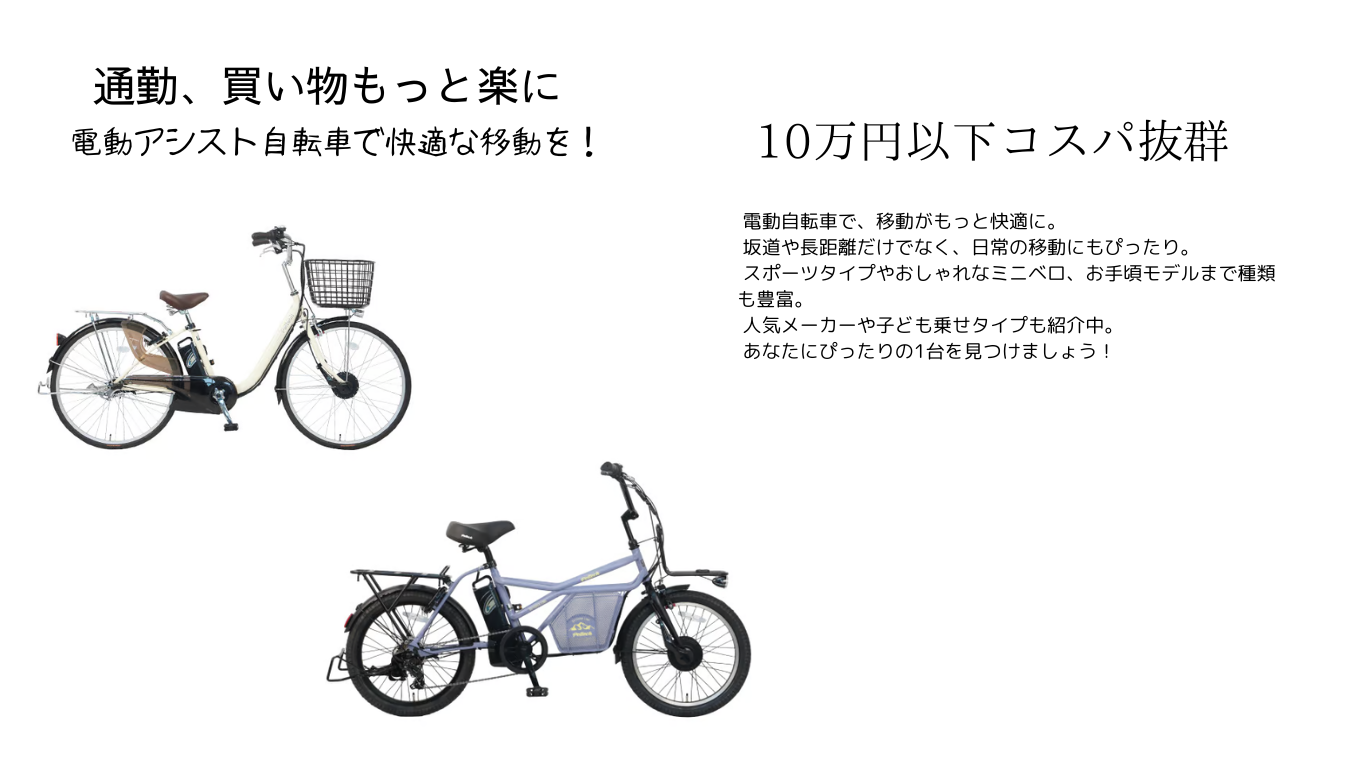 通勤、買い物もっと楽に
電動アシスト自転車で快適な移動を！
10万円以下コスパ抜群
電動自転車で、移動がもっと快適に。
坂道や長距離だけでなく、日常の移動にもぴったり。
スポーツタイプやおしゃれなミニベロ、お手頃モデルまで種類
も豊富。
人気メーカーや子ども乗せタイプも紹介中。
あなたにぴったりの1台を見つけましょう！